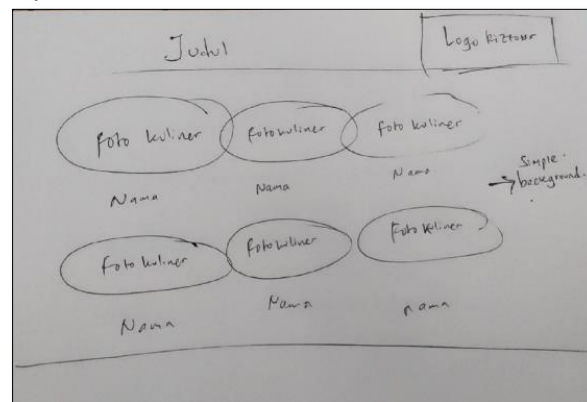 Judul
Logo kiztour
foto kuliner foto kuliner foto kuliner
Nama Nama Nama
Simple
background.
foto kuliner foto kuliner foto kuliner
Nama Nama nama